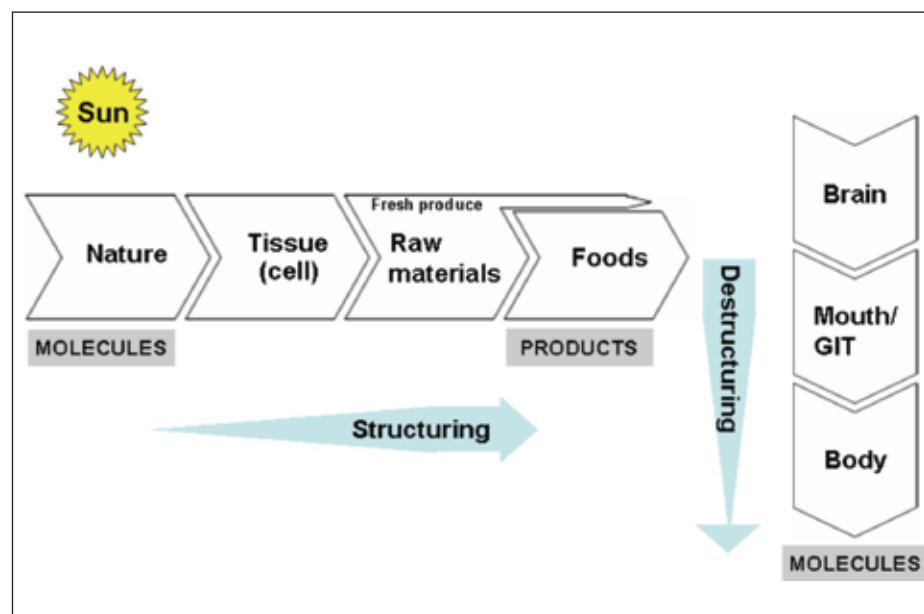 Sun
Fresh produce
Nature
Tissue
(cell)
Raw
materials
Foods
MOLECULES
PRODUCTS
Structuring
Destructuring
Brain
Mouth/
GIT
Body
MOLECULES